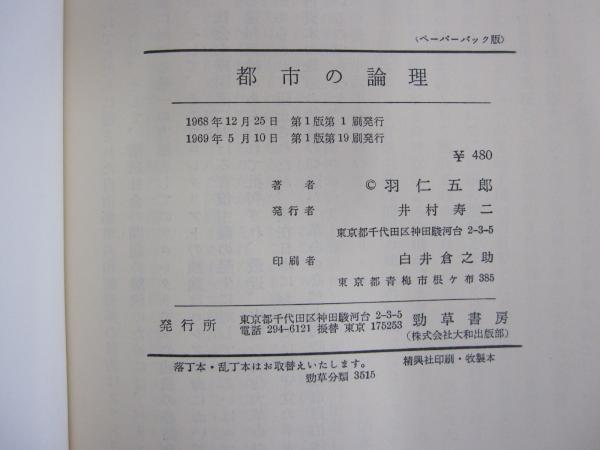 (ペーパーバック版)
都市の論理
1968年12月25日 第1版第1刷発行
1969年5月10日 第1版第19刷発行
¥ 480
著者 © 羽仁五郎
発行者 井村寿二
東京都千代田区神田駿河台 2-3-5
印刷者 白井倉之助
東京都青梅市根ヶ布 385
発行所 東京都千代田区神田駿河台 2-3-5 勁草書房
電話 294-6121 振替 東京 175253 (株式会社大和出版部)
落丁本・乱丁本はお取替えいたします。 精興社印刷・牧製本
勁草分類 3515